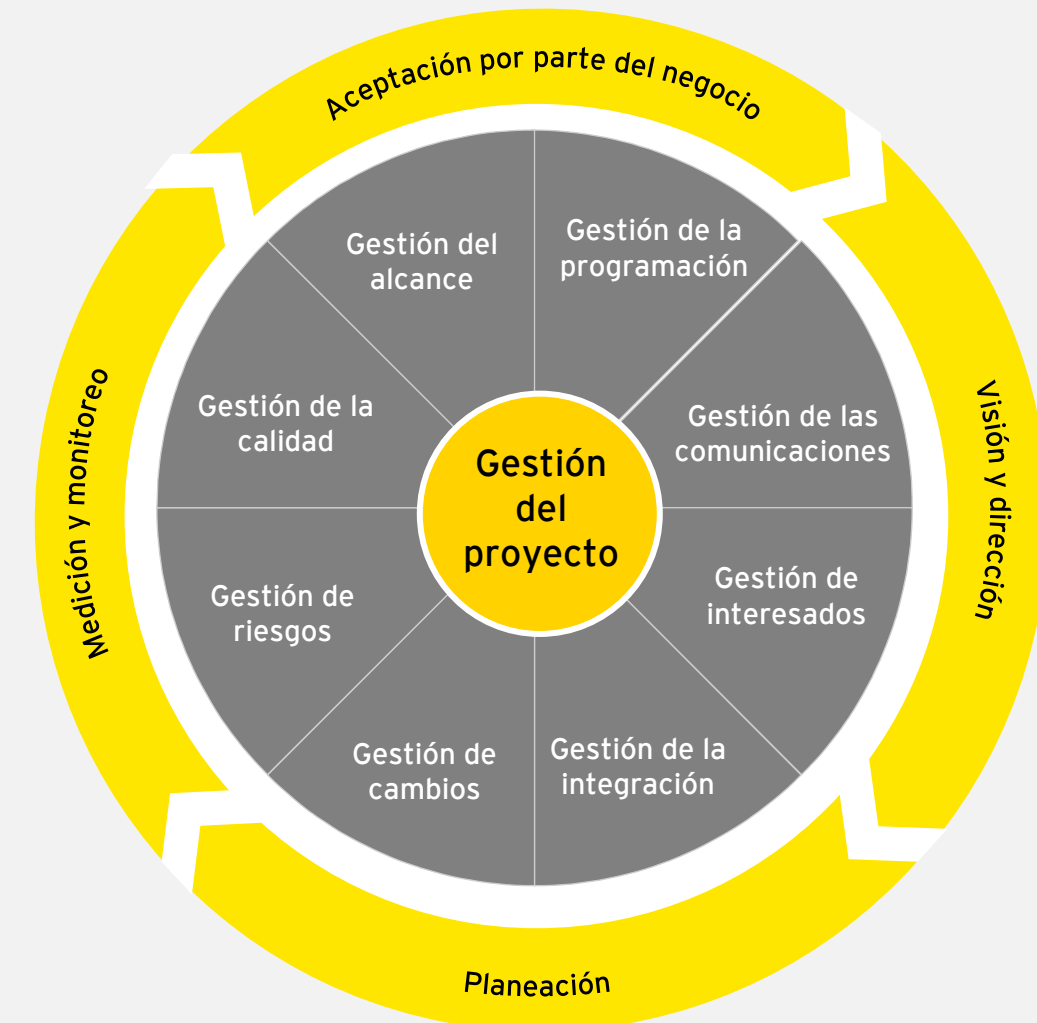 Aceptación por parte del negocio
Gestión del
alcance
Gestión de la
programación
Gestión de la
calidad
Gestión de las
comunicaciones
Medición y monitoreo
Visión y dirección
Gestión
del
proyecto
Gestión de
riesgos
Gestión de
interesados
Gestión de
cambios
Gestión de la
integración
Planeación